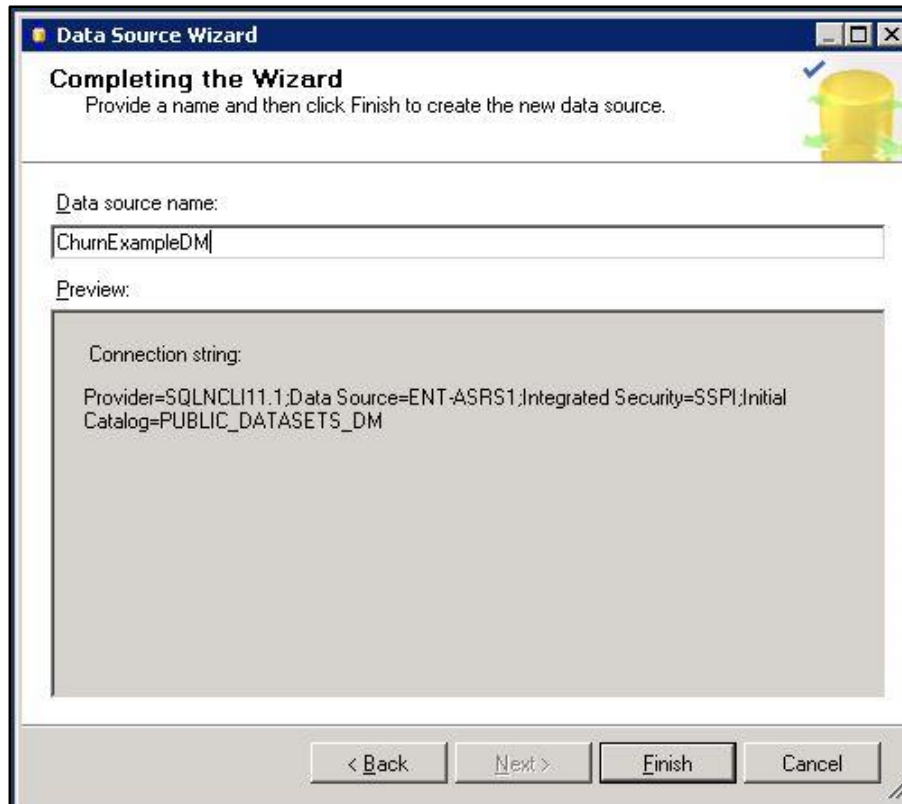 Data Source Wizard
Completing the Wizard
Provide a name and then click Finish to create the new data source.
Data source name:
ChurnExampleDM
Preview:
Connection string:
Provider=SQLNCLI11.1;Data Source=ENT-ASRS1;Integrated Security=SSPI;Initial
Catalog=PUBLIC_DATASETS_DM
< Back Next > Finish Cancel